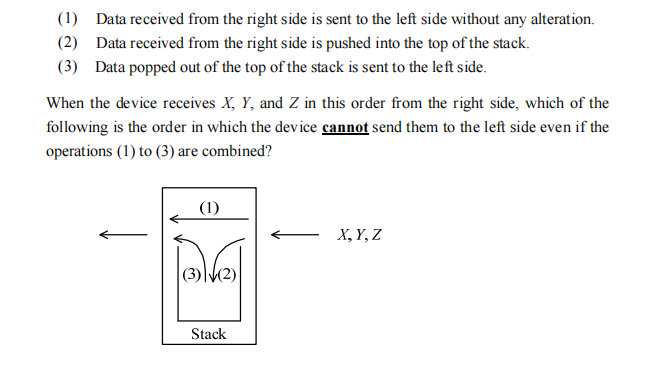 (1) Data received from the right side is sent to the left side without any alteration.
(2) Data received from the right side is pushed into the top of the stack.
(3) Data popped out of the top of the stack is sent to the left side.
When the device receives X, Y, and Z in this order from the right side, which of the
following is the order in which the device cannot send them to the left side even if the
operations (1) to (3) are combined?
(1)
X, Y, Z
(3) (2)
Stack